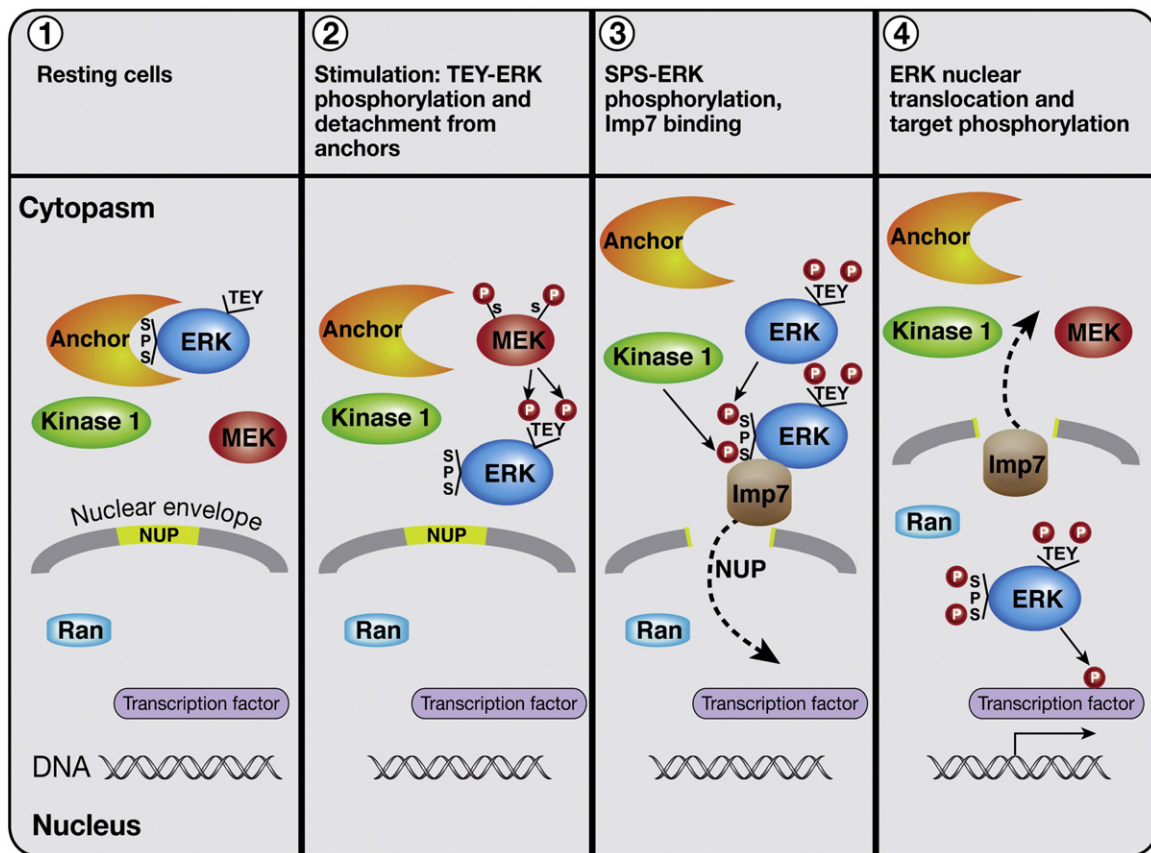 1
Resting cells
2
Stimulation: TEY-ERK
phosphorylation and
detachment from
anchors
3
SPS-ERK
phosphorylation,
Imp7 binding
4
ERK nuclear
translocation and
target phosphorylation
Cytopasm
Anchor
S
P
S
ERK
TEY
Kinase 1
MEK
Nuclear envelope
NUP
Ran
Transcription factor
DNA
Nucleus
Anchor
P
P
s
s
MEK
Kinase 1
P
P
TEY
S
P
S
ERK
NUP
Ran
Transcription factor
Anchor
P
P
TEY
ERK
Kinase 1
P
P
TEY
P
S
P
S
P
ERK
Imp7
NUP
Ran
Transcription factor
Anchor
Kinase 1
MEK
Imp7
Ran
P
P
TEY
P
S
P
S
P
ERK
P
Transcription factor